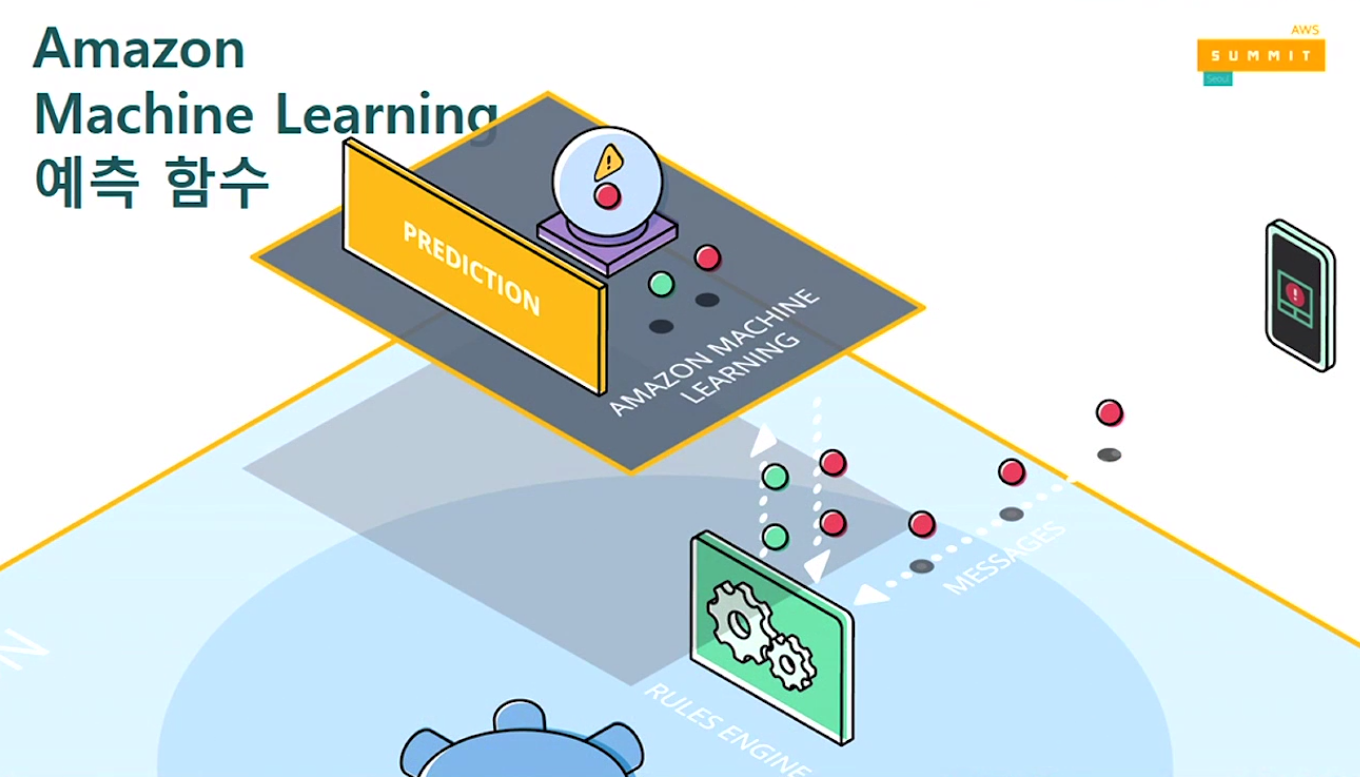 Amazon
Machine Learning
예측 함수
AWS
SUMMIT
Seoul
PREDICTION
AMAZON MACHINE
LEARNING
MESSAGES
RULES ENGINE
N